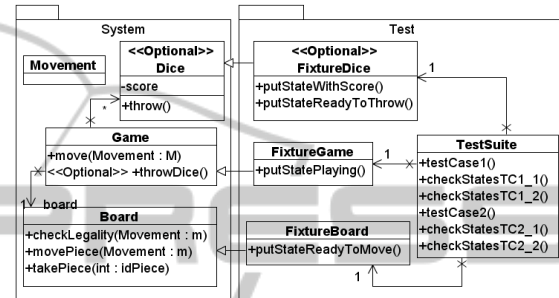 System
Test
Movement
<<Optional>>
Dice
-score
+throw()
*
Game
+move(Movement : M)
<<Optional>> +throwDice()
1
board
Board
+checkLegality(Movement : m)
+movePiece(Movement : m)
+takePiece(int : idPiece)
<<Optional>>
FixtureDice
+putStateWithScore()
+putStateReadyToThrow()
1
FixtureGame
+putStatePlaying()
1
FixtureBoard
+putStateReadyToMove()
1
TestSuite
+testCase1()
+checkStatesTC1_1()
+checkStatesTC1_2()
+testCase2()
+checkStatesTC2_1()
+checkStatesTC2_2()
PRESS